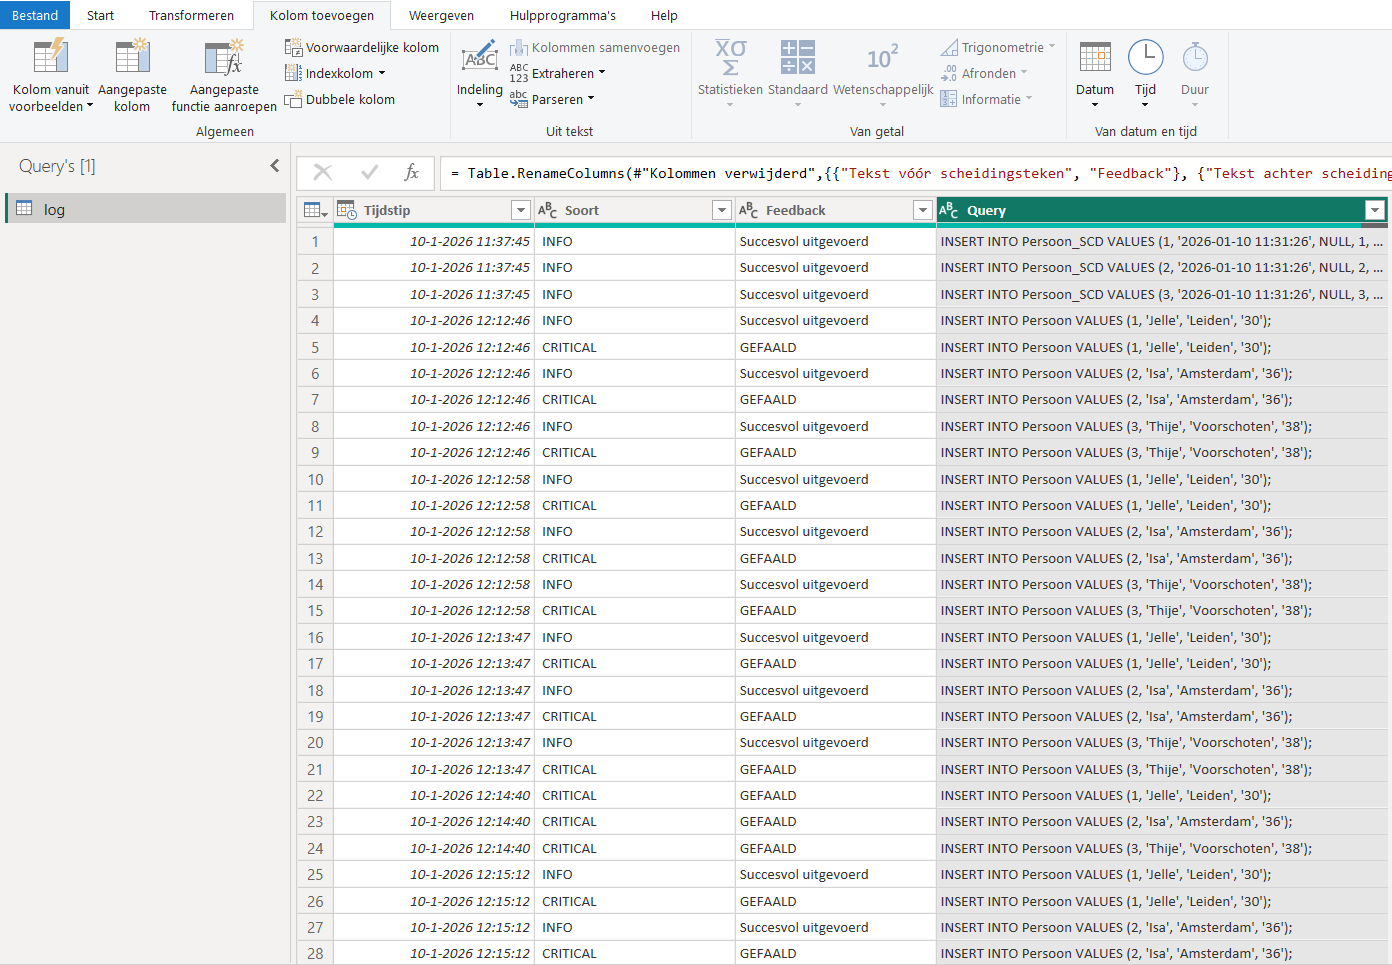 Bestand Start Transformeren Kolom toevoegen Weergeven Hulpprogramma's Help
Kolom vanuit voorbeelden
Aangepaste kolom
Aangepaste functie aanroepen
Voorwaardelijke kolom
Indexkolom
Dubbele kolom
Algemeen
ABC
Indeling
Kolommen samenvoegen
ABC 123 Extraheren
abc Parseren
Uit tekst
XΣ σ Statistieken
Standaard
10² Wetenschappelijk
Trigonometrie
.00 Afronden
Informatie
Van getal
Datum
Tijd
Duur
Van datum en tijd
Query's [1]
log
fx = Table.RenameColumns(#"Kolommen verwijderd",{{"Tekst vóór scheidingsteken", "Feedback"}, {"Tekst achter scheiding
Tijdstip ABC Soort ABC Feedback ABC Query
1 10-1-2026 11:37:45 INFO Succesvol uitgevoerd INSERT INTO Persoon_SCD VALUES (1, '2026-01-10 11:31:26', NULL, 1, ...
2 10-1-2026 11:37:45 INFO Succesvol uitgevoerd INSERT INTO Persoon_SCD VALUES (2, '2026-01-10 11:31:26', NULL, 2, ...
3 10-1-2026 11:37:45 INFO Succesvol uitgevoerd INSERT INTO Persoon_SCD VALUES (3, '2026-01-10 11:31:26', NULL, 3, ...
4 10-1-2026 12:12:46 INFO Succesvol uitgevoerd INSERT INTO Persoon VALUES (1, 'Jelle', 'Leiden', '30');
5 10-1-2026 12:12:46 CRITICAL GEFAALD INSERT INTO Persoon VALUES (1, 'Jelle', 'Leiden', '30');
6 10-1-2026 12:12:46 INFO Succesvol uitgevoerd INSERT INTO Persoon VALUES (2, 'Isa', 'Amsterdam', '36');
7 10-1-2026 12:12:46 CRITICAL GEFAALD INSERT INTO Persoon VALUES (2, 'Isa', 'Amsterdam', '36');
8 10-1-2026 12:12:46 INFO Succesvol uitgevoerd INSERT INTO Persoon VALUES (3, 'Thije', 'Voorschoten', '38');
9 10-1-2026 12:12:46 CRITICAL GEFAALD INSERT INTO Persoon VALUES (3, 'Thije', 'Voorschoten', '38');
10 10-1-2026 12:12:58 INFO Succesvol uitgevoerd INSERT INTO Persoon VALUES (1, 'Jelle', 'Leiden', '30');
11 10-1-2026 12:12:58 CRITICAL GEFAALD INSERT INTO Persoon VALUES (1, 'Jelle', 'Leiden', '30');
12 10-1-2026 12:12:58 INFO Succesvol uitgevoerd INSERT INTO Persoon VALUES (2, 'Isa', 'Amsterdam', '36');
13 10-1-2026 12:12:58 CRITICAL GEFAALD INSERT INTO Persoon VALUES (2, 'Isa', 'Amsterdam', '36');
14 10-1-2026 12:12:58 INFO Succesvol uitgevoerd INSERT INTO Persoon VALUES (3, 'Thije', 'Voorschoten', '38');
15 10-1-2026 12:12:58 CRITICAL GEFAALD INSERT INTO Persoon VALUES (3, 'Thije', 'Voorschoten', '38');
16 10-1-2026 12:13:47 INFO Succesvol uitgevoerd INSERT INTO Persoon VALUES (1, 'Jelle', 'Leiden', '30');
17 10-1-2026 12:13:47 CRITICAL GEFAALD INSERT INTO Persoon VALUES (1, 'Jelle', 'Leiden', '30');
18 10-1-2026 12:13:47 INFO Succesvol uitgevoerd INSERT INTO Persoon VALUES (2, 'Isa', 'Amsterdam', '36');
19 10-1-2026 12:13:47 CRITICAL GEFAALD INSERT INTO Persoon VALUES (2, 'Isa', 'Amsterdam', '36');
20 10-1-2026 12:13:47 INFO Succesvol uitgevoerd INSERT INTO Persoon VALUES (3, 'Thije', 'Voorschoten', '38');
21 10-1-2026 12:13:47 CRITICAL GEFAALD INSERT INTO Persoon VALUES (3, 'Thije', 'Voorschoten', '38');
22 10-1-2026 12:14:40 CRITICAL GEFAALD INSERT INTO Persoon VALUES (1, 'Jelle', 'Leiden', '30');
23 10-1-2026 12:14:40 CRITICAL GEFAALD INSERT INTO Persoon VALUES (2, 'Isa', 'Amsterdam', '36');
24 10-1-2026 12:14:40 CRITICAL GEFAALD INSERT INTO Persoon VALUES (3, 'Thije', 'Voorschoten', '38');
25 10-1-2026 12:15:12 INFO Succesvol uitgevoerd INSERT INTO Persoon VALUES (1, 'Jelle', 'Leiden', '30');
26 10-1-2026 12:15:12 CRITICAL GEFAALD INSERT INTO Persoon VALUES (1, 'Jelle', 'Leiden', '30');
27 10-1-2026 12:15:12 INFO Succesvol uitgevoerd INSERT INTO Persoon VALUES (2, 'Isa', 'Amsterdam', '36');
28 10-1-2026 12:15:12 CRITICAL GEFAALD INSERT INTO Persoon VALUES (2, 'Isa', 'Amsterdam', '36');